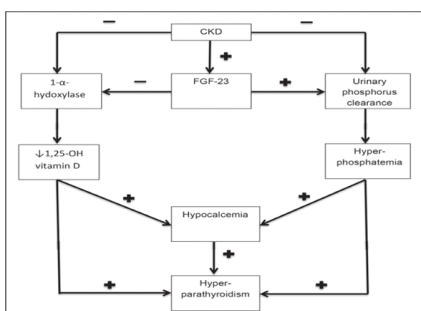 CKD
1-α-
hydoxylase
FGF-23
Urinary
phosphorus
clearance
↓1,25-OH
vitamin D
Hyper-
phosphatemia
Hypocalcemia
Hyper-
parathyroidism